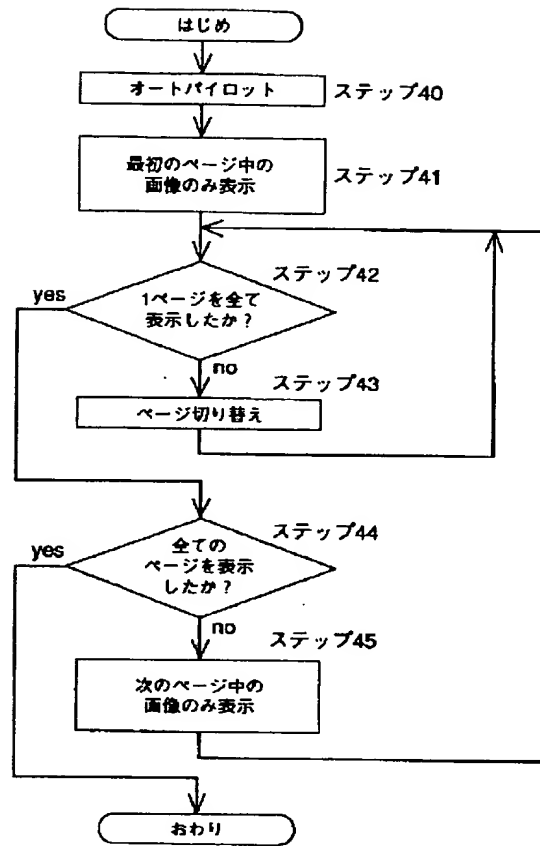 はじめ
オートパイロット
ステップ40
最初のページ中の
画像のみ表示
ステップ41
ステップ42
yes
1ページを全て
表示したか？
no
ステップ43
ページ切り替え
ステップ44
yes
全ての
ページを表示
したか？
no
ステップ45
次のページ中の
画像のみ表示
おわり